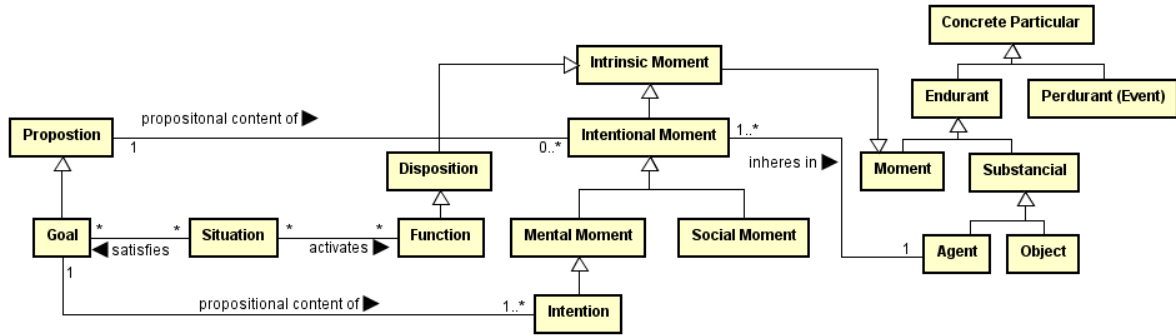 Concrete Particular
Intrinsic Moment
Endurant
Perdurant (Event)
propositonal content of
Propostion
1
0..*
Intentional Moment
1..*
inheres in
Disposition
Moment
Substancial
Goal
*
satisfies
*
Situation
*
activates
*
Function
Mental Moment
Social Moment
1
Agent
Object
1
propositional content of
1..*
Intention